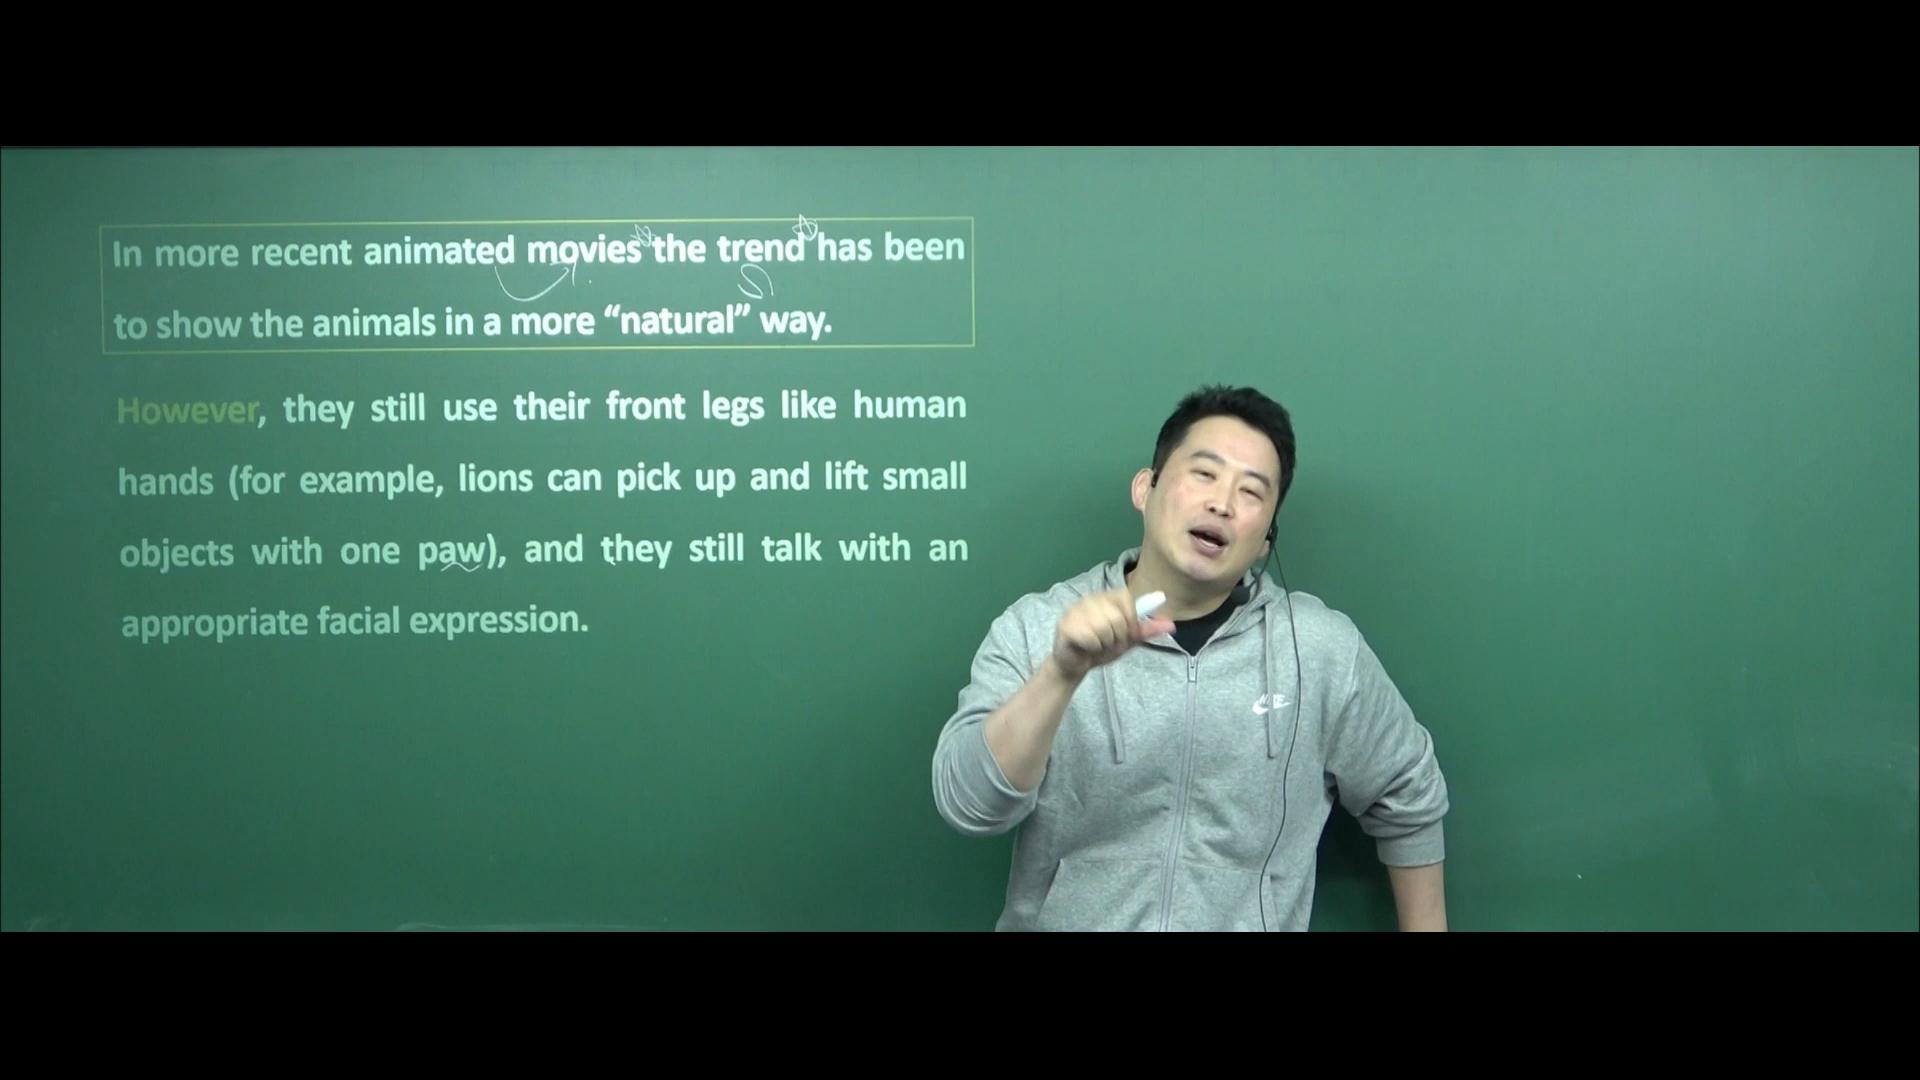 In more recent animated movies the trend has been
to show the animals in a more “natural” way.
However, they still use their front legs like human
hands (for example, lions can pick up and lift small
objects with one paw), and they still talk with an
appropriate facial expression.
S
NIKE